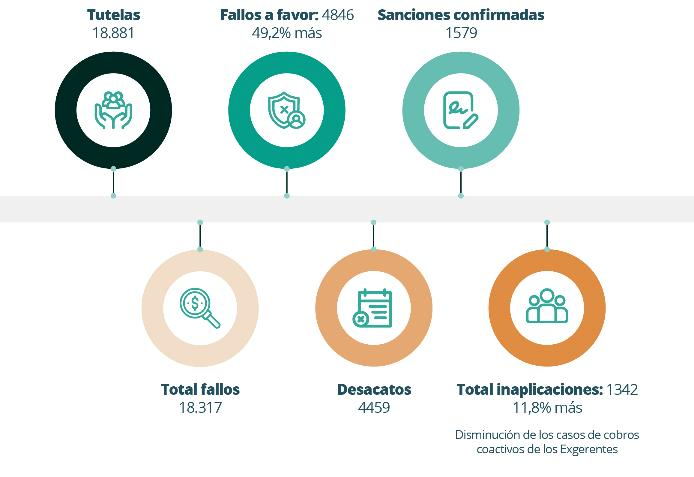 Tutelas
18.881
Fallos a favor: 4846
49,2% más
Sanciones confirmadas
1579
Total fallos
18.317
Desacatos
4459
Total inaplicaciones: 1342
11,8% más
Disminución de los casos de cobros
coactivos de los Exgerentes